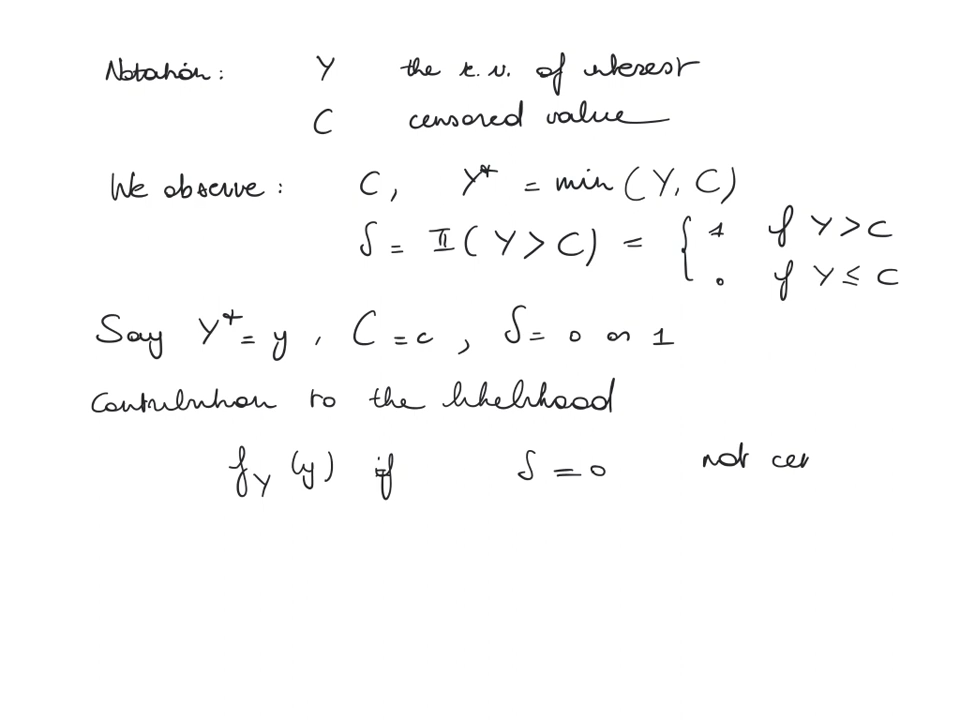 Notation: Y the r.v. of interest
C censored value
We observe: C, Y* = min(Y, C)
δ = 𝕀(Y > C) = { 1 if Y > C
0 if Y ≤ C
Say Y* = y, C = c, δ = 0 or 1
Contribution to the likelihood
f_Y(y) if δ = 0 not cen